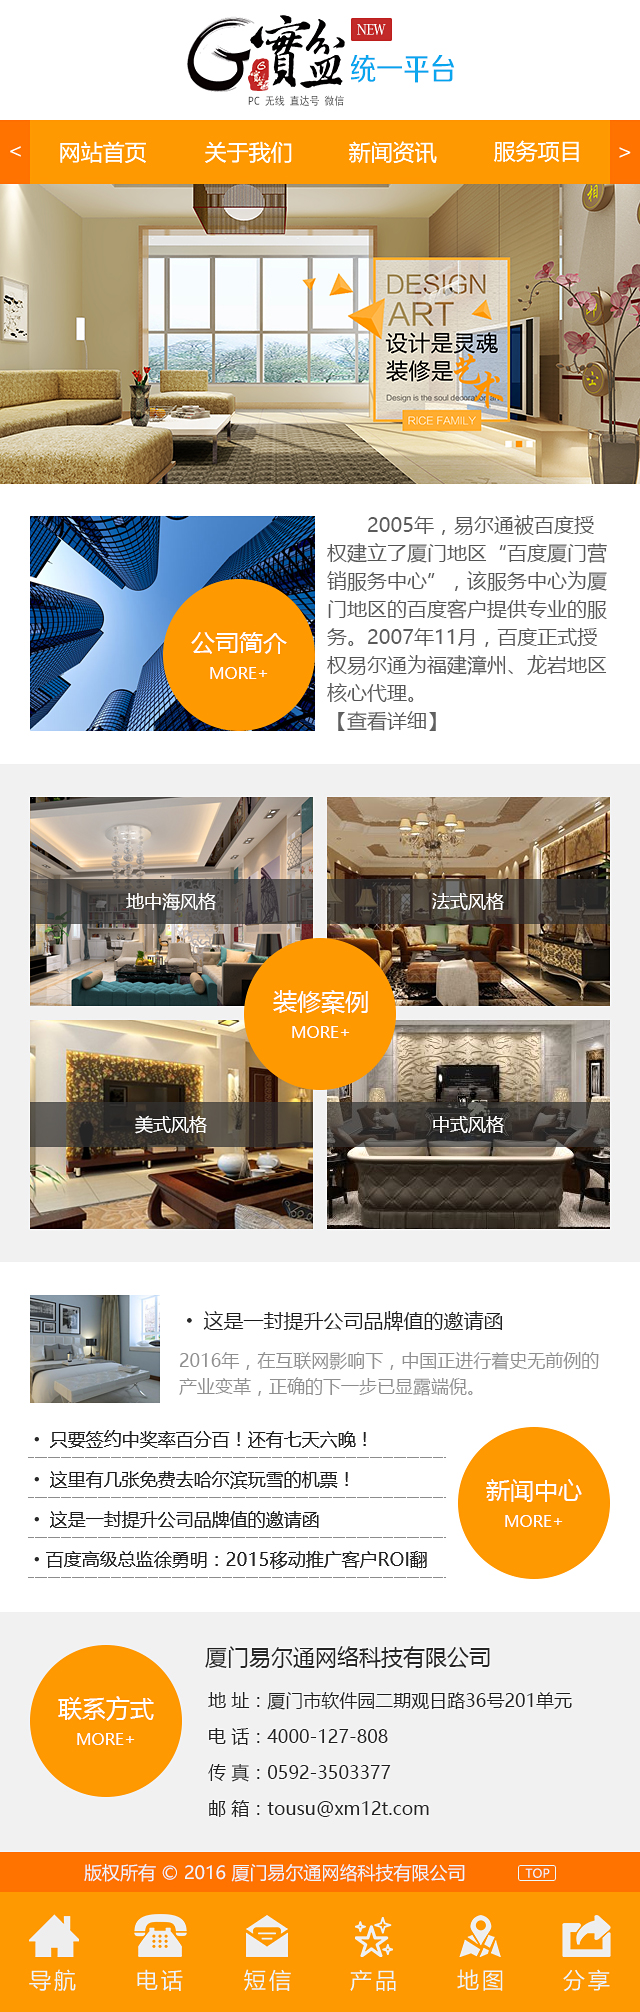 G寶盆
NEW
统一平台
PC 无线 直达号 微信
< 网站首页 关于我们 新闻资讯 服务项目 >
DESIGN
ART
设计是灵魂
装修是艺术
Design is the soul decoration art
RICE FAMILY
2005年，易尔通被百度授
权建立了厦门地区“百度厦门营
销服务中心”，该服务中心为厦
门地区的百度客户提供专业的服
务。2007年11月，百度正式授
权易尔通为福建漳州、龙岩地区
核心代理。
【查看详细】
公司简介
MORE+
地中海风格
法式风格
装修案例
MORE+
美式风格
中式风格
• 这是一封提升公司品牌值的邀请函
2016年，在互联网影响下，中国正进行着史无前例的
产业变革，正确的下一步已显露端倪。
• 只要签约中奖率百分百！还有七天六晚！
• 这里有几张免费去哈尔滨玩雪的机票！
• 这是一封提升公司品牌值的邀请函
• 百度高级总监徐勇明：2015移动推广客户ROI翻
新闻中心
MORE+
联系方式
MORE+
厦门易尔通网络科技有限公司
地 址：厦门市软件园二期观日路36号201单元
电 话：4000-127-808
传 真：0592-3503377
邮 箱：tousu@xm12t.com
版权所有 © 2016 厦门易尔通网络科技有限公司
TOP
导航 电话 短信 产品 地图 分享